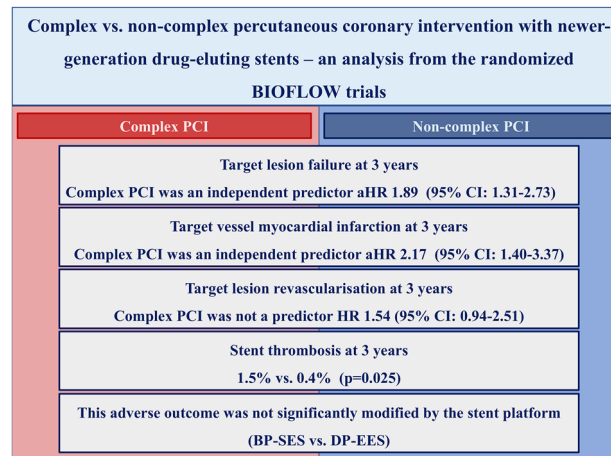 Complex vs. non-complex percutaneous coronary intervention with newer-
generation drug-eluting stents – an analysis from the randomized
BIOFLOW trials
Complex PCI
Non-complex PCI
Target lesion failure at 3 years
Complex PCI was an independent predictor aHR 1.89 (95% CI: 1.31-2.73)
Target vessel myocardial infarction at 3 years
Complex PCI was an independent predictor aHR 2.17 (95% CI: 1.40-3.37)
Target lesion revascularisation at 3 years
Complex PCI was not a predictor HR 1.54 (95% CI: 0.94-2.51)
Stent thrombosis at 3 years
1.5% vs. 0.4% (p=0.025)
This adverse outcome was not significantly modified by the stent platform
(BP-SES vs. DP-EES)